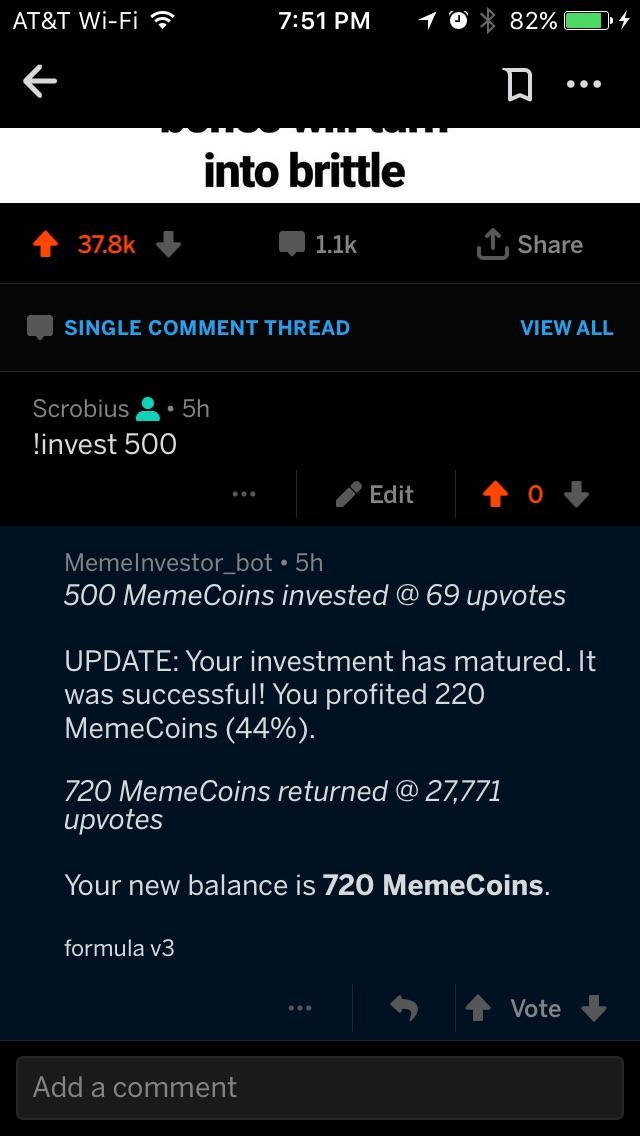 AT&T Wi-Fi 7:51 PM 82%
bones will turn
into brittle
37.8k 1.1k Share
SINGLE COMMENT THREAD VIEW ALL
Scrobius • 5h
!invest 500
... Edit 0
MemeInvestor_bot • 5h
500 MemeCoins invested @ 69 upvotes
UPDATE: Your investment has matured. It
was successful! You profited 220
MemeCoins (44%).
720 MemeCoins returned @ 27,771
upvotes
Your new balance is 720 MemeCoins.
formula v3
... Vote
Add a comment